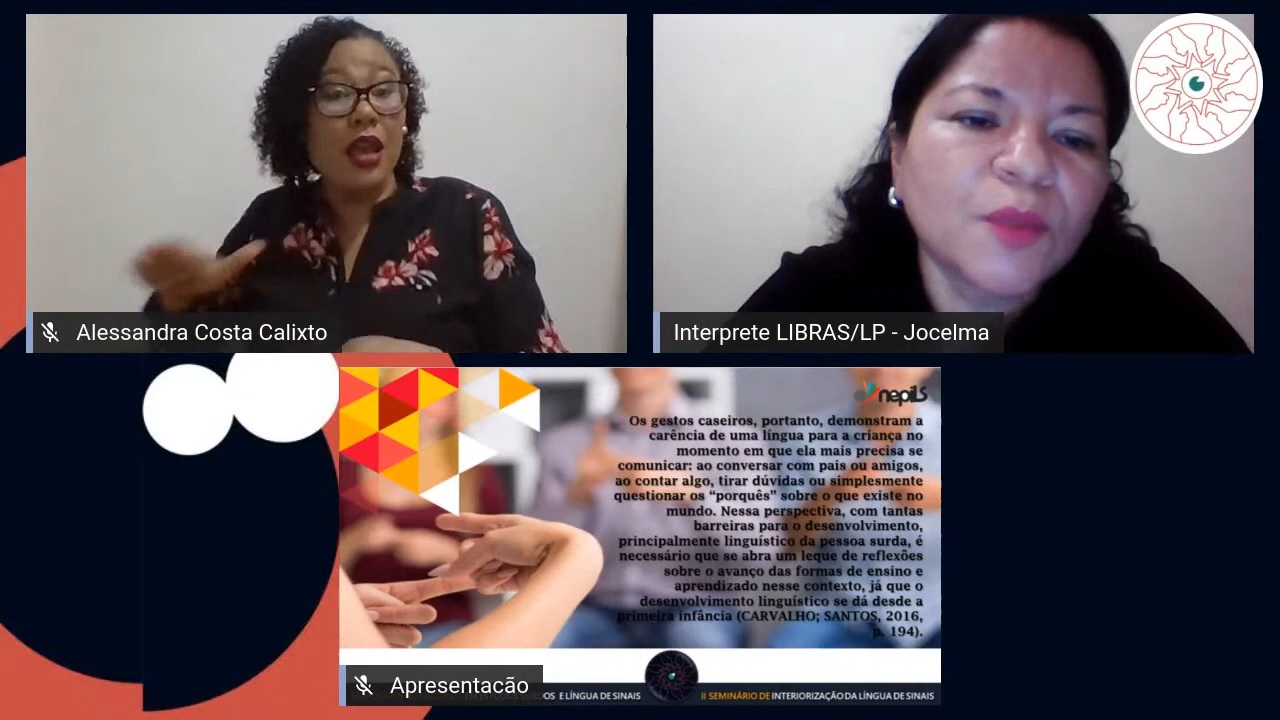 Alessandra Costa Calixto
Interprete LIBRAS/LP - Jocelma
nepiLS
Os gestos caseiros, portanto, demonstram a
carência de uma língua para a criança no
momento em que ela mais precisa se
comunicar: ao conversar com pais ou amigos,
ao contar algo, tirar dúvidas ou simplesmente
questionar os “porquês” sobre o que existe no
mundo. Nessa perspectiva, com tantas
barreiras para o desenvolvimento,
principalmente linguístico da pessoa surda, é
necessário que se abra um leque de reflexões
sobre o avanço das formas de ensino e
aprendizado nesse contexto, já que o
desenvolvimento linguístico se dá desde a
primeira infância (CARVALHO; SANTOS, 2016,
p. 194).
Apresentacão
E LÍNGUA DE SINAIS
II SEMINÁRIO DE INTERIORIZAÇÃO DA LÍNGUA DE SINAIS